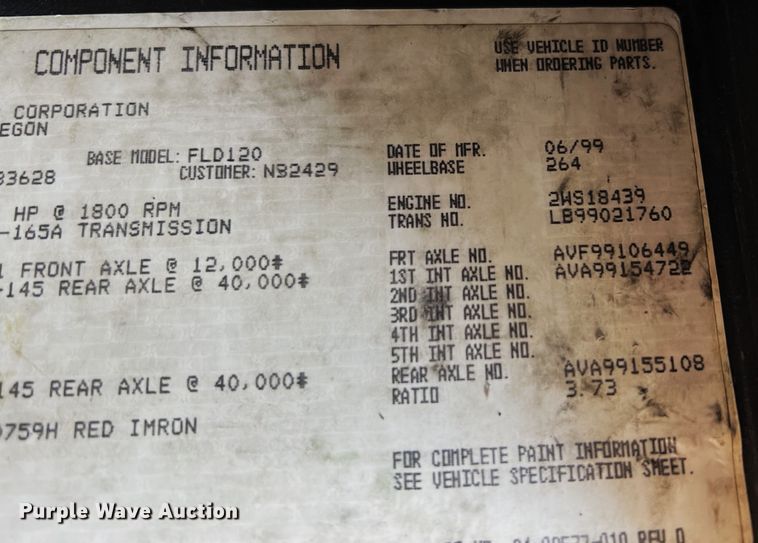 COMPONENT INFORMATION
USE VEHICLE ID NUMBER
WHEN ORDERING PARTS.
CORPORATION
EGON
BASE MODEL: FLD120
33628
CUSTOMER: NB2429
HP @ 1800 RPM
-165A TRANSMISSION
FRONT AXLE @ 12,000#
-145 REAR AXLE @ 40,000#
145 REAR AXLE @ 40,000#
0759H RED IMRON
DATE OF MFR. 06/99
WHEELBASE 264
ENGINE NO. 2WS18439
TRANS NO. LB99021760
FRT AXLE NO. AVF99106449
1ST INT AXLE NO. AVA99154722
2ND INT AXLE NO.
3RD INT AXLE NO.
4TH INT AXLE NO.
5TH INT AXLE NO.
REAR AXLE NO. AVA99155108
RATIO 3.73
FOR COMPLETE PAINT INFORMATION
SEE VEHICLE SPECIFICATION SHEET.
REV D
Purple Wave Auction